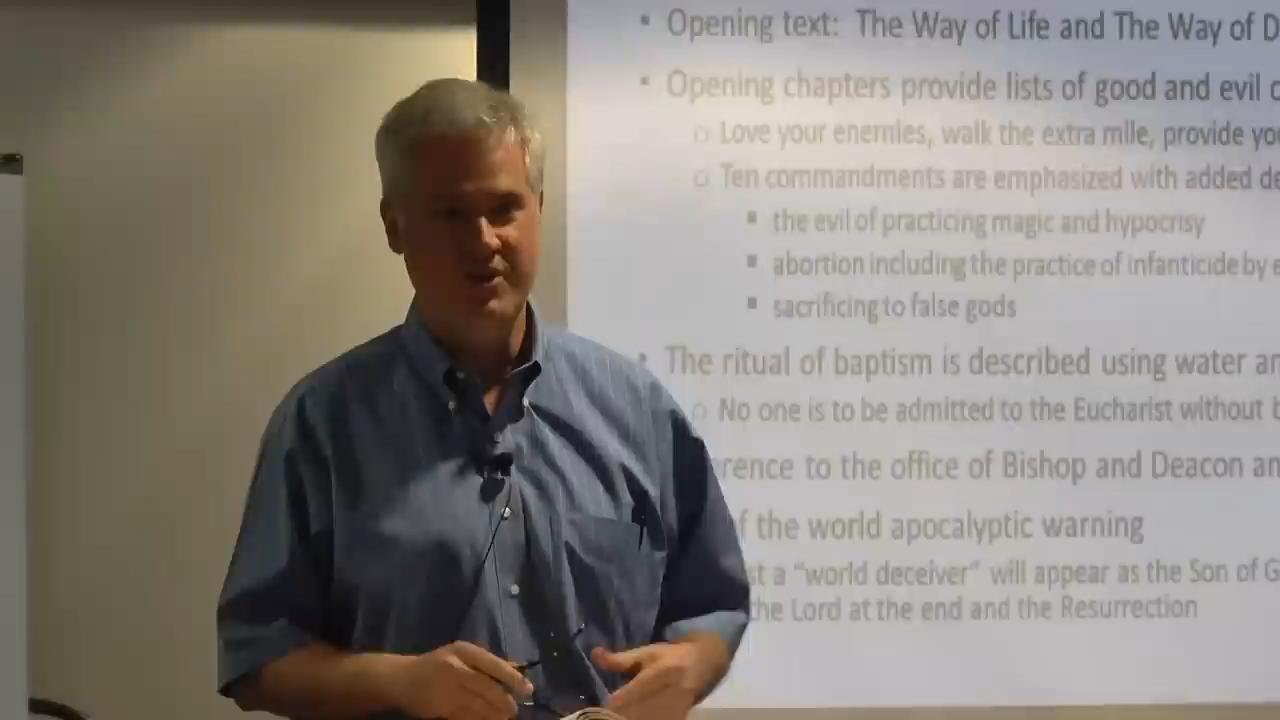 Opening text: The Way of Life and The Way of D
Opening chapters provide lists of good and evil
Love your enemies, walk the extra mile, provide
Ten commandments are emphasized with added
the evil of practicing magic and hypocrisy
abortion including the practice of infanticide by
sacrificing to false gods
The ritual of baptism is described using water
No one is to be admitted to the Eucharist without
rence to the office of Bishop and Deacon
f the world apocalyptic warning
st a “world deceiver” will appear as the Son of G
the Lord at the end and the Resurrection